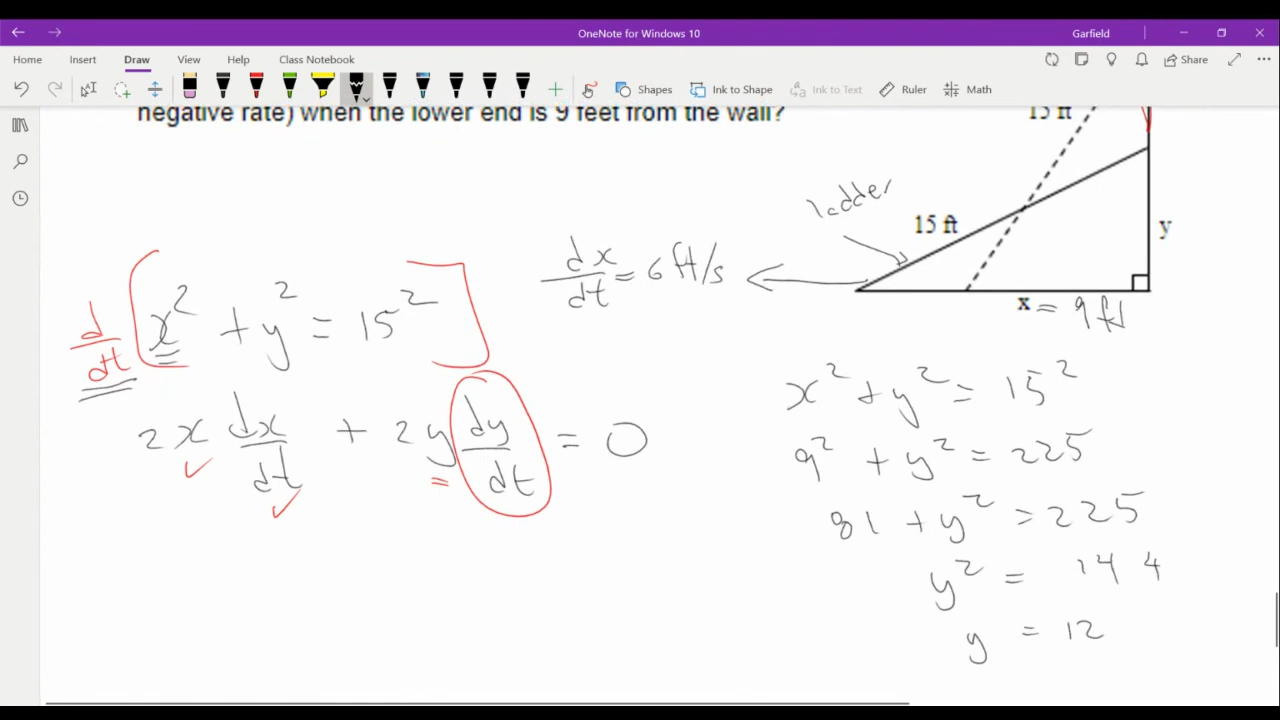 OneNote for Windows 10
Garfield
Home Insert Draw View Help Class Notebook
Share
Shapes Ink to Shape Ink to Text Ruler Math
negative rate) when the lower end is 9 feet from the wall?
15 ft
ladder
15 ft
y
dx/dt = 6 ft/s
x = 9 ft
d/dt [x² + y² = 15²]
2x dx/dt + 2y dy/dt = 0
x² + y² = 15²
9² + y² = 225
81 + y² = 225
y² = 144
y = 12